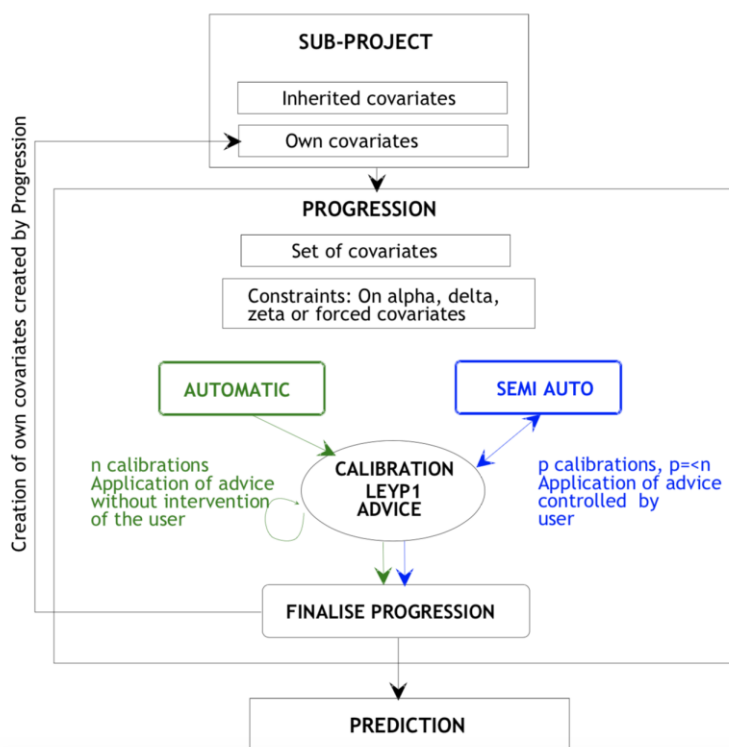 SUB-PROJECT
Inherited covariates
Own covariates
Creation of own covariates created by Progression
PROGRESSION
Set of covariates
Constraints: On alpha, delta,
zeta or forced covariates
AUTOMATIC
SEMI AUTO
n calibrations
Application of advice
without intervention
of the user
CALIBRATION
LEYP1
ADVICE
p calibrations, p=<n
Application of advice
controlled by
user
FINALISE PROGRESSION
PREDICTION